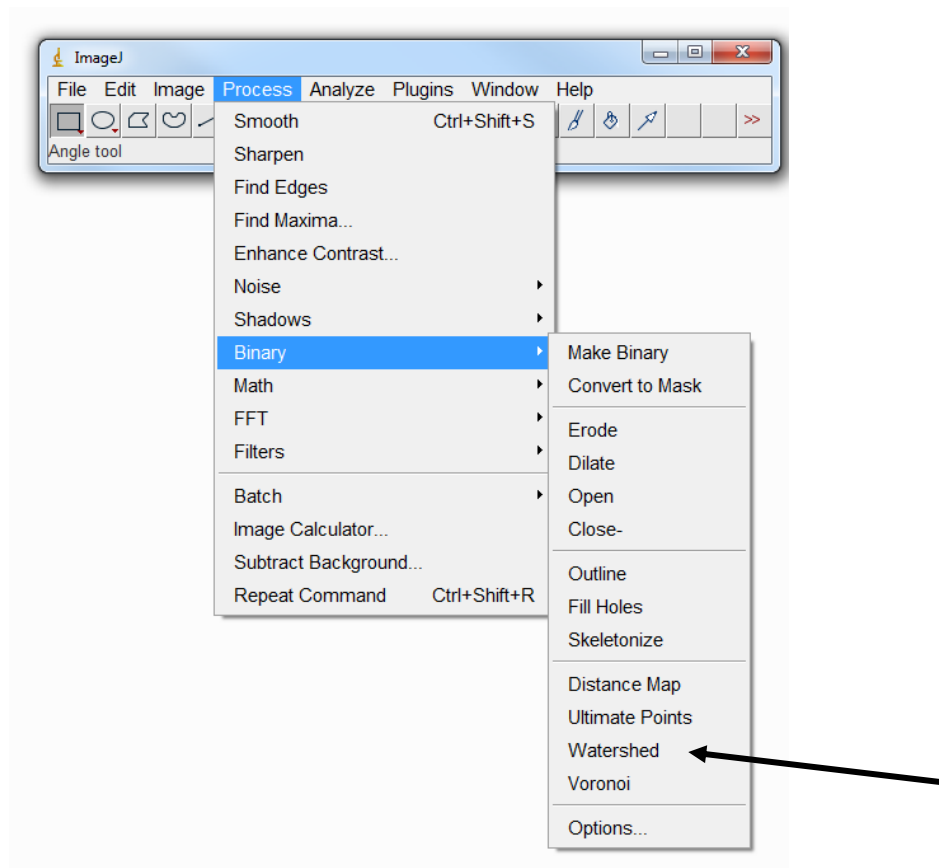 ImageJ
File Edit Image Process Analyze Plugins Window Help
>>
Angle tool
Smooth Ctrl+Shift+S
Sharpen
Find Edges
Find Maxima...
Enhance Contrast...
Noise
Shadows
Binary
Math
FFT
Filters
Batch
Image Calculator...
Subtract Background...
Repeat Command Ctrl+Shift+R
Make Binary
Convert to Mask
Erode
Dilate
Open
Close-
Outline
Fill Holes
Skeletonize
Distance Map
Ultimate Points
Watershed
Voronoi
Options...